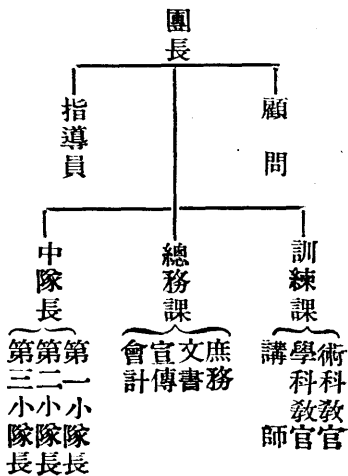 團長
顧問
指導員
訓練課
術科敎官
學科敎官
講師
總務課
庶務
文書
宣傳
會計
中隊長
第一小隊長
第二小隊長
第三小隊長